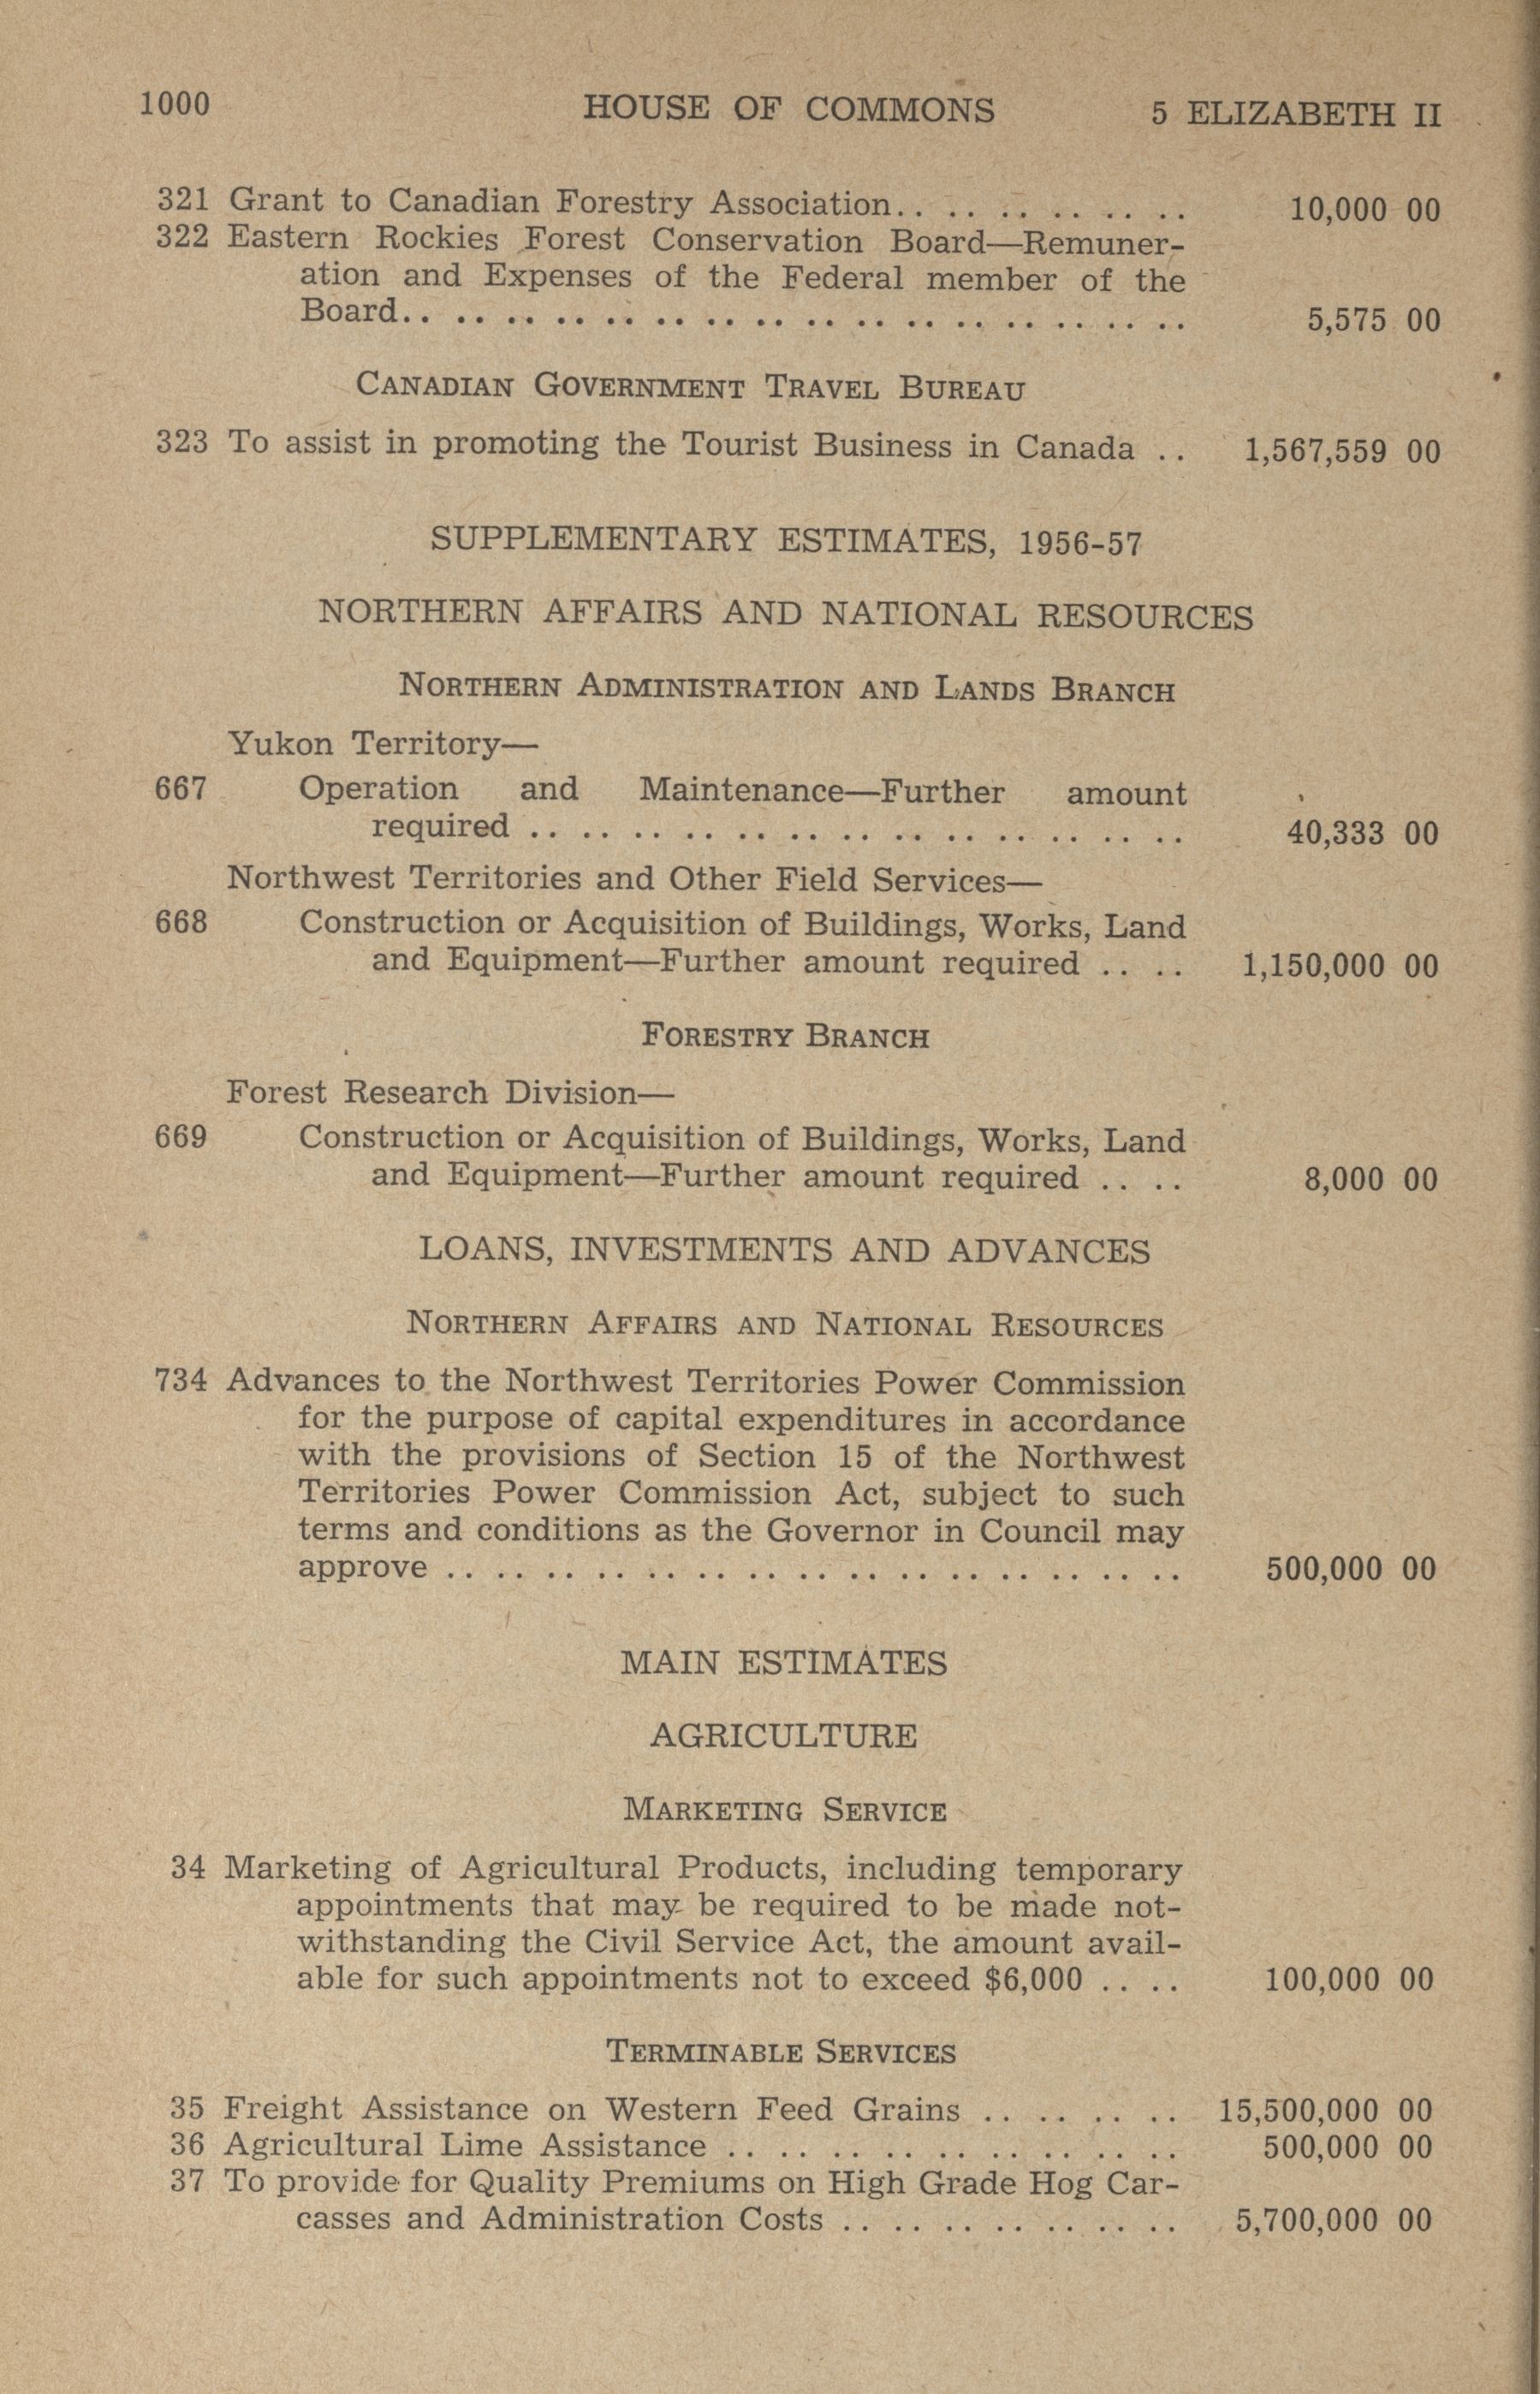 1000 HOUSE OF COMMONS 5 ELIZABETH II
321 Grant to Canadian Forestry Association.. .. .. .. .. .. 10,000 00
322 Eastern Rockies Forest Conservation Board—Remuner-
ation and Expenses of the Federal member of the
Board.. .. .. .. .. .. .. .. .. .. .. .. .. .. .. .. 5,575 00
CANADIAN GOVERNMENT TRAVEL BUREAU
323 To assist in promoting the Tourist Business in Canada .. 1,567,559 00
SUPPLEMENTARY ESTIMATES, 1956-57
NORTHERN AFFAIRS AND NATIONAL RESOURCES
NORTHERN ADMINISTRATION AND LANDS BRANCH
Yukon Territory—
667 Operation and Maintenance—Further amount
required .. .. .. .. .. .. .. .. .. .. .. .. .. 40,333 00
Northwest Territories and Other Field Services—
668 Construction or Acquisition of Buildings, Works, Land
and Equipment—Further amount required .. .. 1,150,000 00
FORESTRY BRANCH
Forest Research Division—
669 Construction or Acquisition of Buildings, Works, Land
and Equipment—Further amount required .. .. 8,000 00
LOANS, INVESTMENTS AND ADVANCES
NORTHERN AFFAIRS AND NATIONAL RESOURCES
734 Advances to the Northwest Territories Power Commission
for the purpose of capital expenditures in accordance
with the provisions of Section 15 of the Northwest
Territories Power Commission Act, subject to such
terms and conditions as the Governor in Council may
approve .. .. .. .. .. .. .. .. .. .. .. .. .. .. .. 500,000 00
MAIN ESTIMATES
AGRICULTURE
MARKETING SERVICE
34 Marketing of Agricultural Products, including temporary
appointments that may be required to be made not-
withstanding the Civil Service Act, the amount avail-
able for such appointments not to exceed $6,000 .. .. 100,000 00
TERMINABLE SERVICES
35 Freight Assistance on Western Feed Grains .. .. .. .. 15,500,000 00
36 Agricultural Lime Assistance .. .. .. .. .. .. .. .. .. 500,000 00
37 To provide for Quality Premiums on High Grade Hog Car-
casses and Administration Costs .. .. .. .. .. .. .. 5,700,000 00